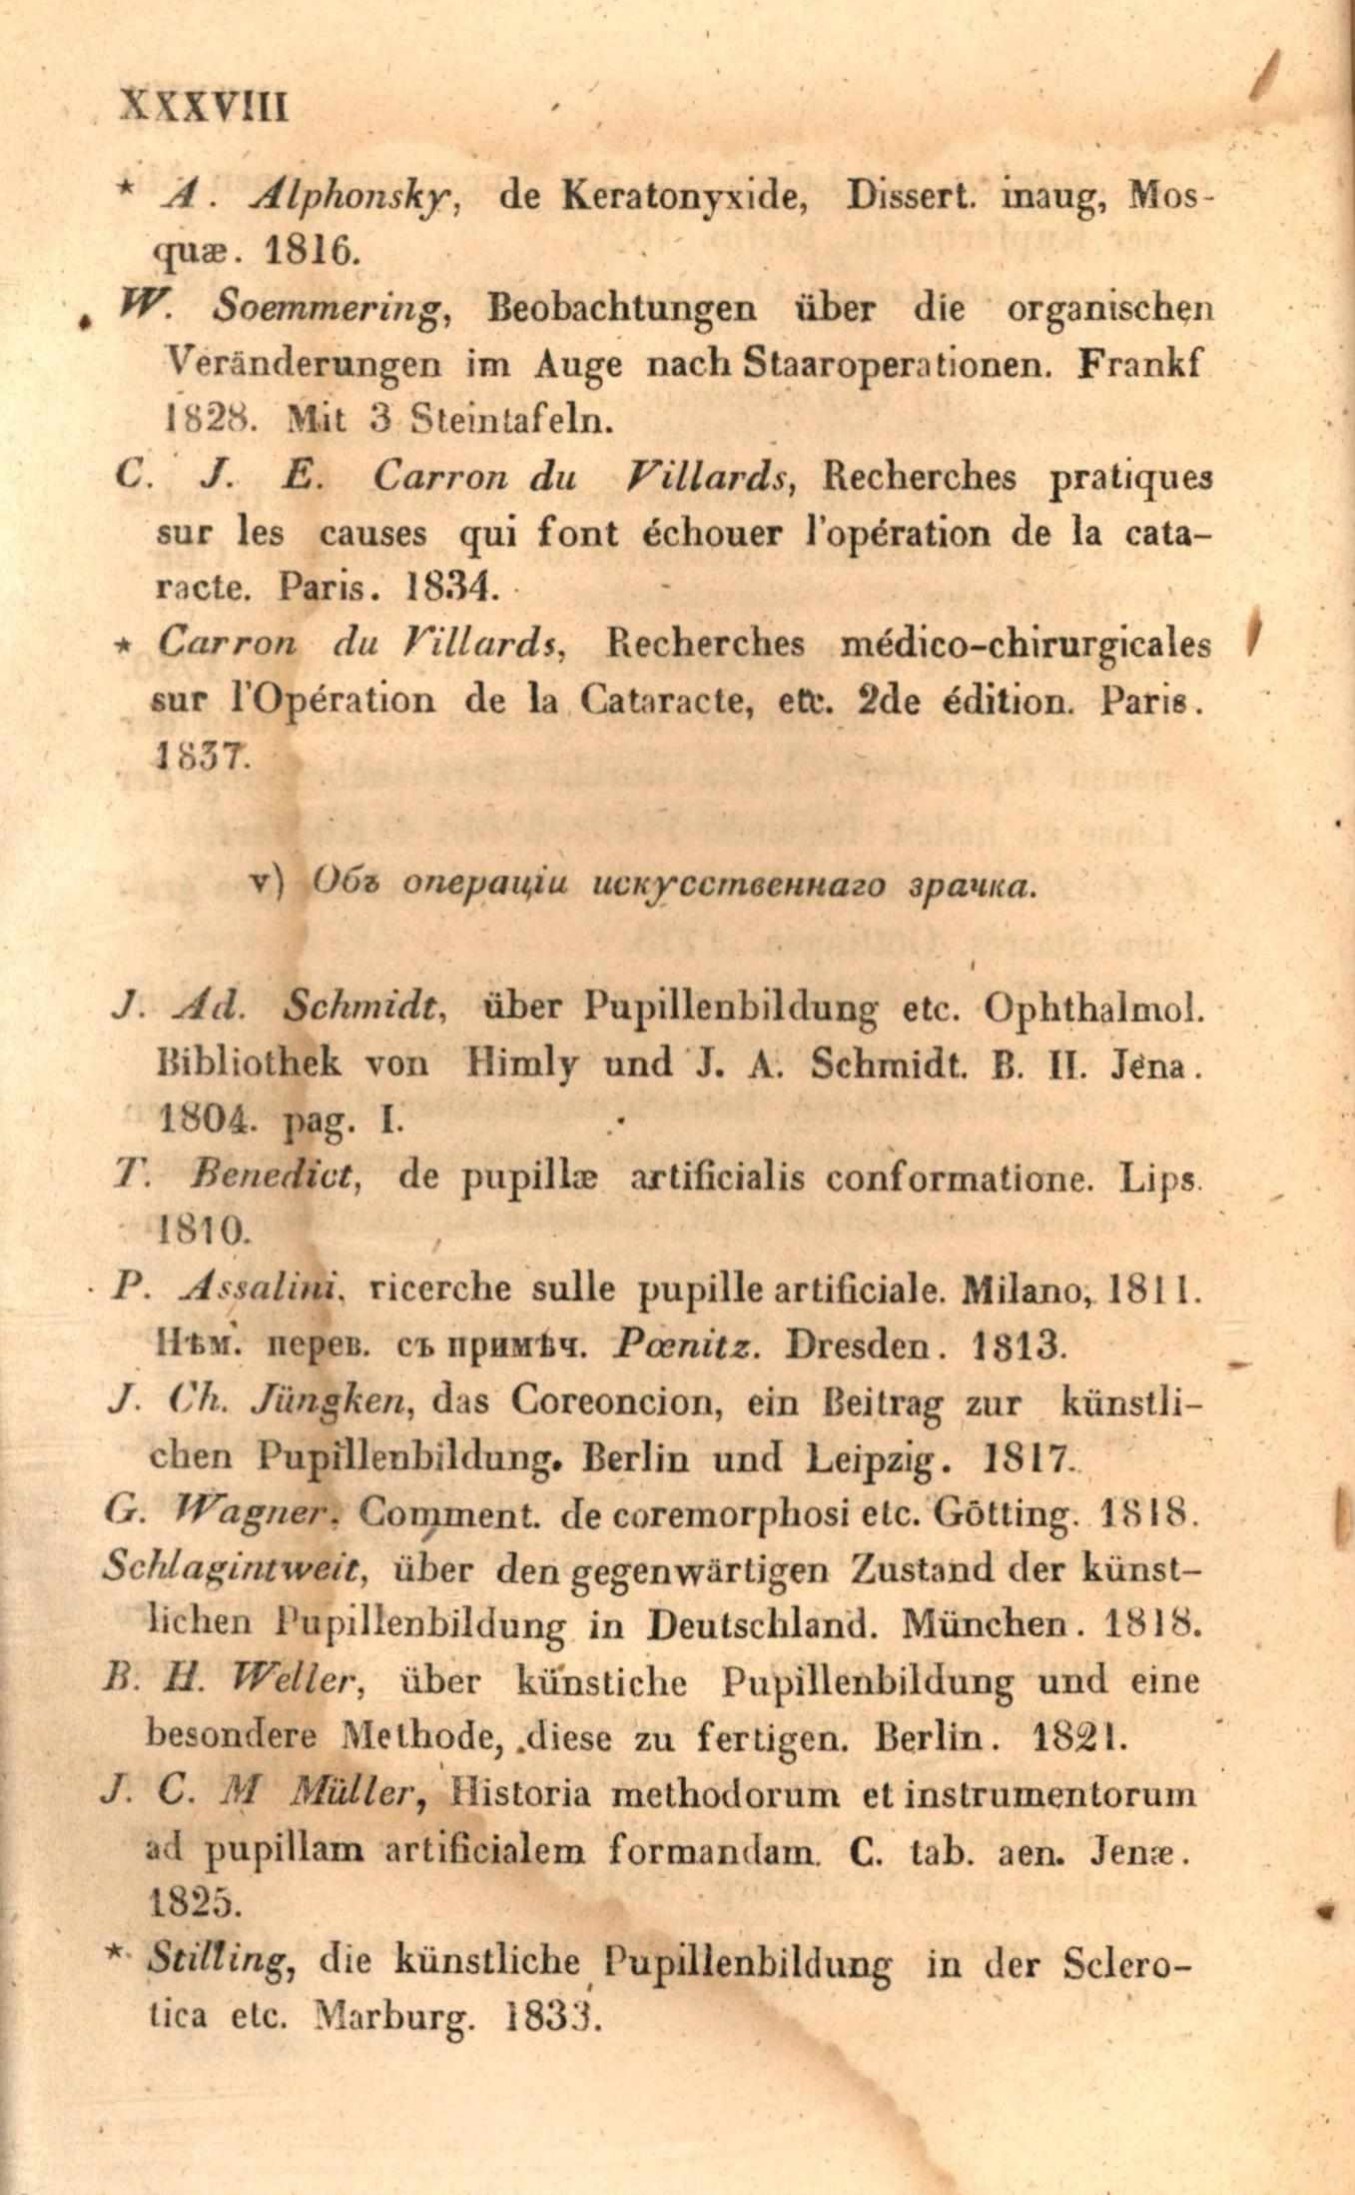 XXXVIII
* A. Alphonsky, de Keratonyxide, Dissert. inaug, Mos-
quæ. 1816.
W. Soemmering, Beobachtungen über die organischen
Veränderungen im Auge nach Staaroperationen. Frankf
1828. Mit 3 Steintafeln.
C. J. E. Carron du Villards, Recherches pratiques
sur les causes qui font échouer l'opération de la cata-
racte. Paris. 1834.
* Carron du Villards, Recherches médico-chirurgicales
sur l'Opération de la Cataracte, etc. 2de édition. Paris.
1837.
v) Объ операціи искусственнаго зрачка.
J. Ad. Schmidt, über Pupillenbildung etc. Ophthalmol.
Bibliothek von Himly und J. A. Schmidt. B. II. Jena.
1804. pag. I.
T. Benedict, de pupillæ artificialis conformatione. Lips.
1810.
P. Assalini, ricerche sulle pupille artificiale. Milano, 1811.
Нѣм. перев. съ примѣч. Pœnitz. Dresden. 1813.
J. Ch. Jüngken, das Coreoncion, ein Beitrag zur künstli-
chen Pupillenbildung. Berlin und Leipzig. 1817.
G. Wagner. Comment. de coremorphosi etc. Götting. 1818.
Schlagintweit, über den gegenwärtigen Zustand der künst-
lichen Pupillenbildung in Deutschland. München. 1818.
B. H. Weller, über künstiche Pupillenbildung und eine
besondere Methode, diese zu fertigen. Berlin. 1821.
J. C. M Müller, Historia methodorum et instrumentorum
ad pupillam artificialem formandam. C. tab. aen. Jenæ.
1825.
* Stilling, die künstliche Pupillenbildung in der Sclero-
tica etc. Marburg. 1833.